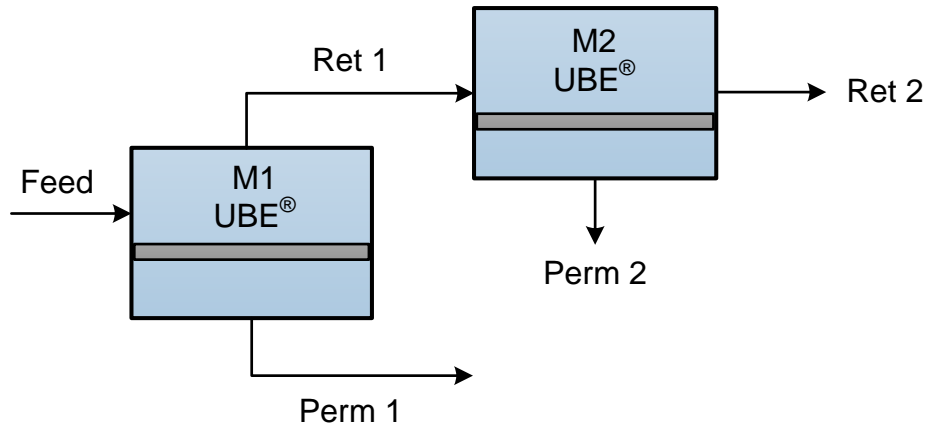 Feed
M1
UBE®
Ret 1
Perm 1
M2
UBE®
Ret 2
Perm 2